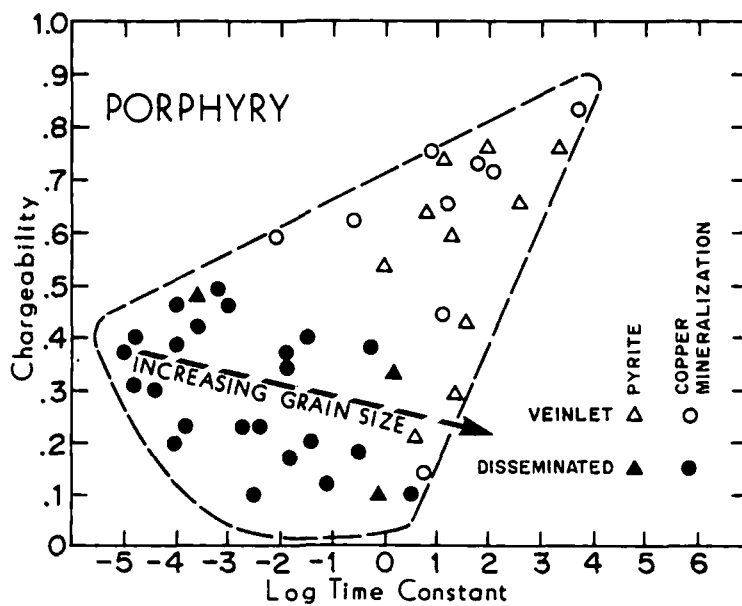 1.0
.9
.8
.7
.6
.5
.4
.3
.2
.1
0
Chargeability
PORPHYRY
INCREASING GRAIN SIZE
PYRITE
COPPER
MINERALIZATION
VEINLET
DISSEMINATED
-5 -4 -3 -2 -1 0 1 2 3 4 5 6
Log Time Constant